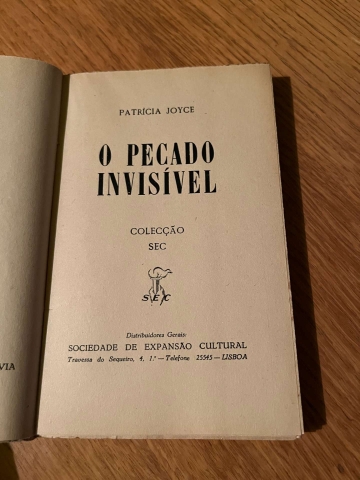 PATRÍCIA JOYCE
O PECADO
INVISÍVEL
COLECÇÃO
SEC
SEC
Distribuidores Gerais:
SOCIEDADE DE EXPANSÃO CULTURAL
Travessa do Sequeiro, 4, 1.º — Telefone 25545 — LISBOA
VIA